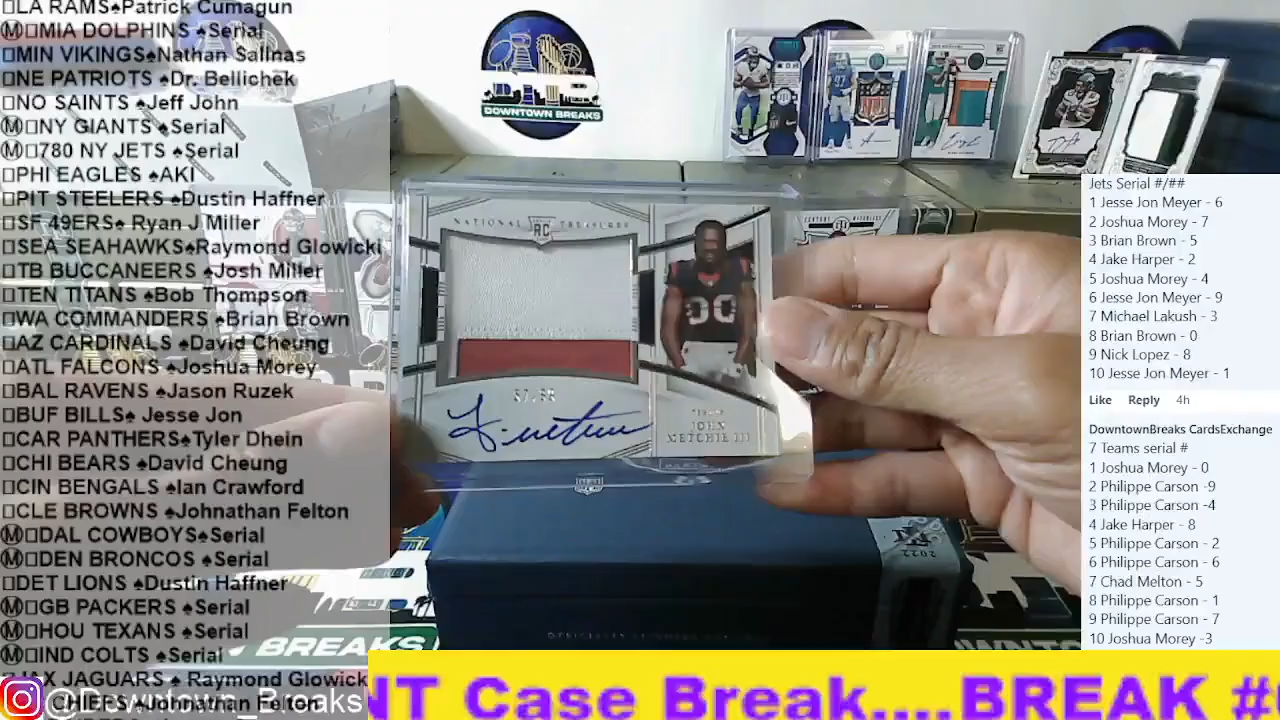 □LA RAMS♠Patrick Cumagun
Ⓜ□MIA DOLPHINS ♠Serial
□MIN VIKINGS♠Nathan Salinas
□NE PATRIOTS ♠Dr. Bellichek
□NO SAINTS ♠Jeff John
Ⓜ□NY GIANTS ♠Serial
Ⓜ□780 NY JETS ♠Serial
□PHI EAGLES ♠AKI
□PIT STEELERS ♠Dustin Haffner
□SF 49ERS♠ Ryan J Miller
□SEA SEAHAWKS♠Raymond Glowicki
□TB BUCCANEERS ♠Josh Miller
□TEN TITANS ♠Bob Thompson
□WA COMMANDERS ♠Brian Brown
□AZ CARDINALS ♠David Cheung
□ATL FALCONS ♠Joshua Morey
□BAL RAVENS ♠Jason Ruzek
□BUF BILLS♠ Jesse Jon
□CAR PANTHERS♠Tyler Dhein
□CHI BEARS ♠David Cheung
□CIN BENGALS ♠Ian Crawford
□CLE BROWNS ♠Johnathan Felton
Ⓜ□DAL COWBOYS♠Serial
Ⓜ□DEN BRONCOS ♠Serial
□DET LIONS ♠Dustin Haffner
Ⓜ□GB PACKERS ♠Serial
Ⓜ□HOU TEXANS ♠Serial
Ⓜ□IND COLTS ♠Serial
□JAX JAGUARS ♠ Raymond Glowick
CHIEFS ♠Johnathan Felton
@Downtown_Breaks
DOWNTOWN BREAKS
NATIONAL RC TREASURES
00
TEXANS
JOHN
METCHIE III
2022
BREAKS
Jets Serial #/##
1 Jesse Jon Meyer - 6
2 Joshua Morey - 7
3 Brian Brown - 5
4 Jake Harper - 2
5 Joshua Morey - 4
6 Jesse Jon Meyer - 9
7 Michael Lakush - 3
8 Brian Brown - 0
9 Nick Lopez - 8
10 Jesse Jon Meyer - 1
Like Reply 4h
DowntownBreaks CardsExchange
7 Teams serial #
1 Joshua Morey - 0
2 Philippe Carson -9
3 Philippe Carson -4
4 Jake Harper - 8
5 Philippe Carson - 2
6 Philippe Carson - 6
7 Chad Melton - 5
8 Philippe Carson - 1
9 Philippe Carson - 7
10 Joshua Morey -3
NT Case Break....BREAK #